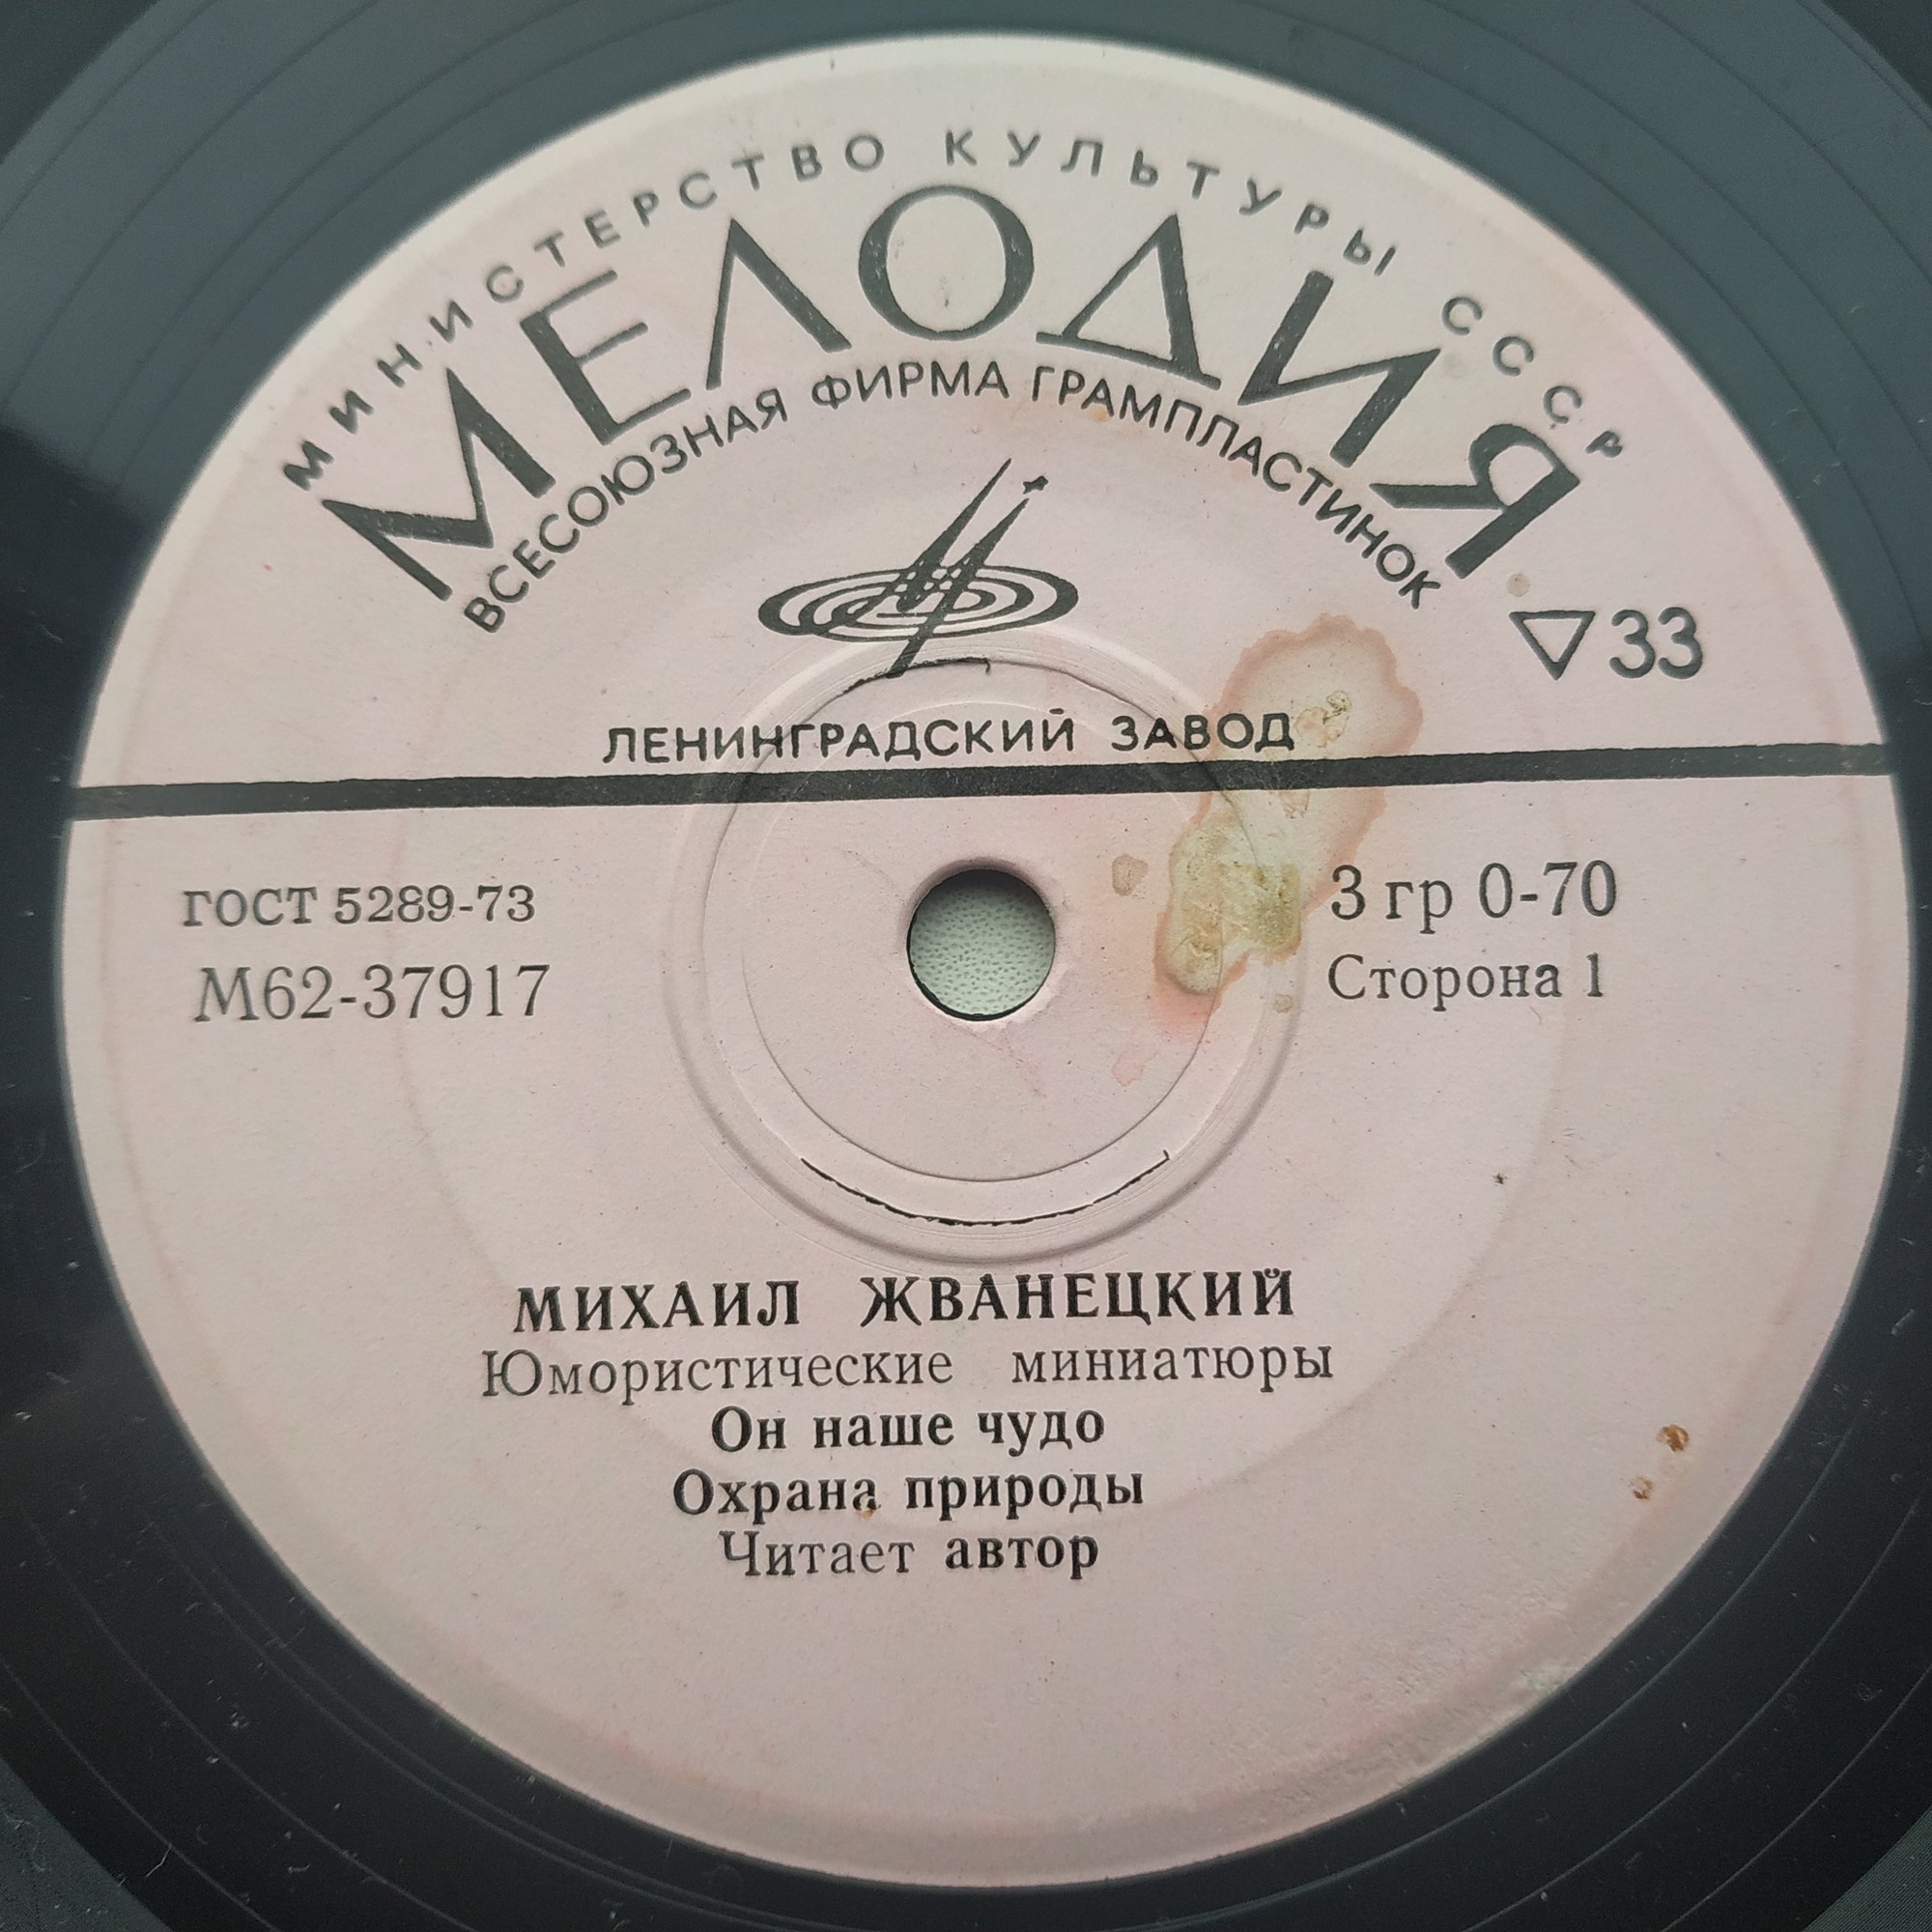 МИНИСТЕРСТВО КУЛЬТУРЫ СССР
МЕЛОДИЯ
ВСЕСОЮЗНАЯ ФИРМА ГРАМПЛАСТИНОК
33
ЛЕНИНГРАДСКИЙ ЗАВОД
ГОСТ 5289-73
М62-37917
3 гр 0-70
Сторона 1
МИХАИЛ ЖВАНЕЦКИЙ
Юмористические миниатюры
Он наше чудо
Охрана природы
Читает автор